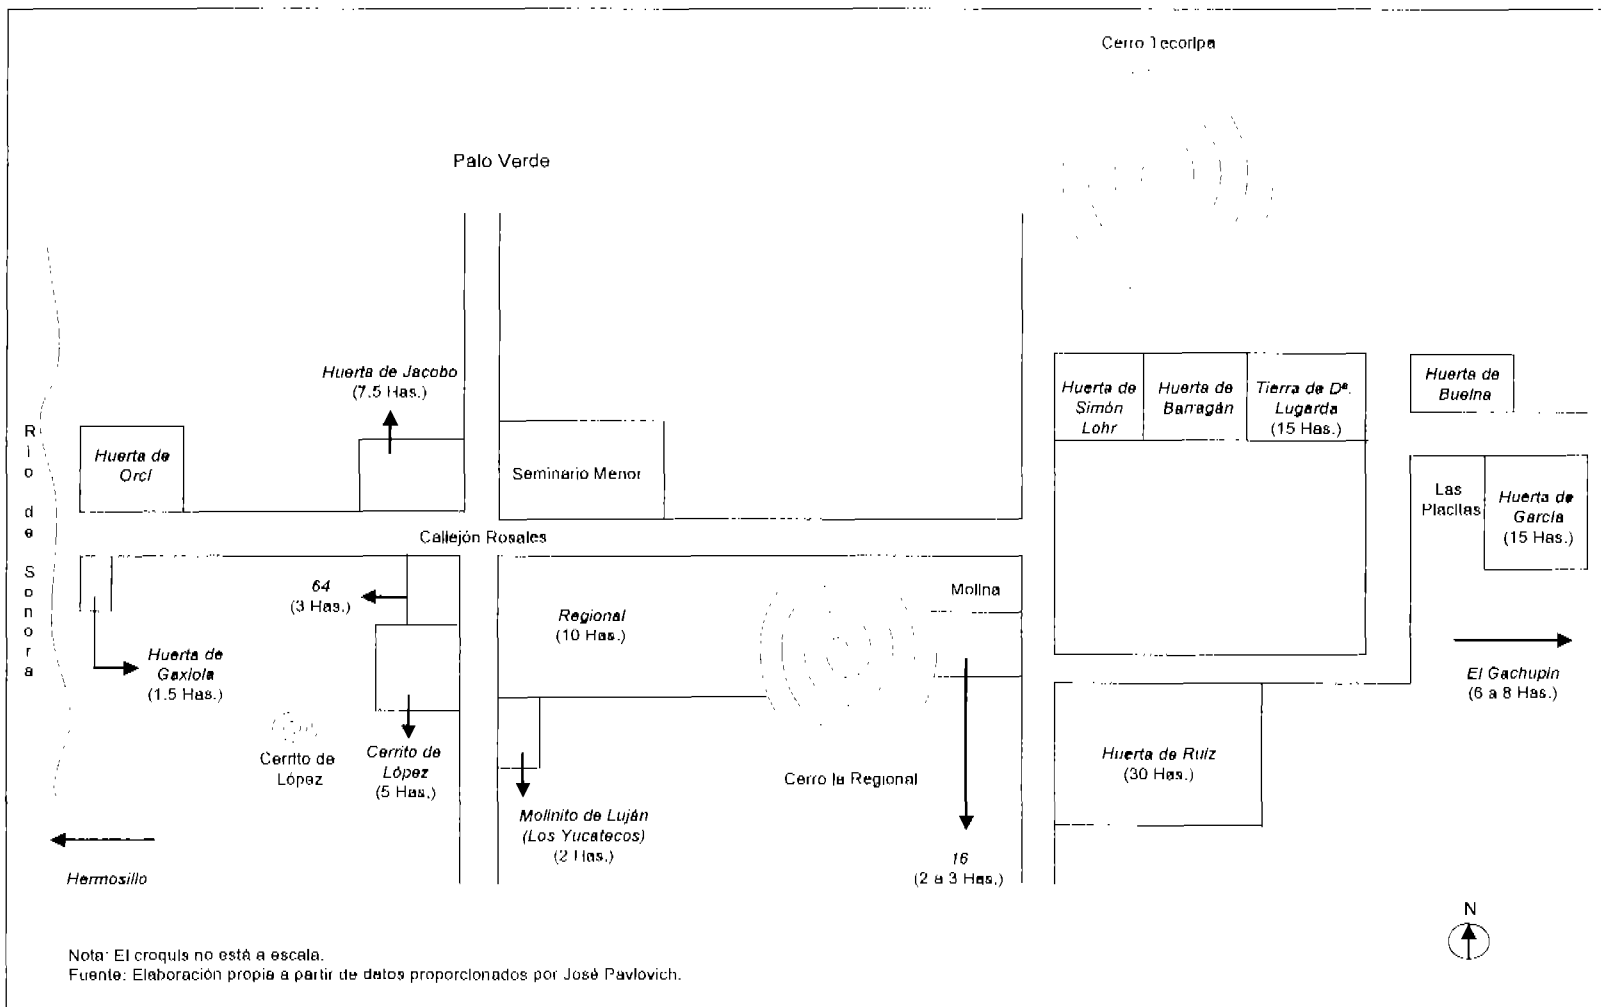 Cerro Tecoripa
Palo Verde
Huerta de Jacobo
(7.5 Has.)
Huerta de
Simón
Lohr
Huerta de
Barragán
Tierra de Dª.
Lugarda
(15 Has.)
Huerta de
Buelna
Río de Sonora
Huerta de
Orcí
Seminario Menor
Las
Placitas
Huerta de
García
(15 Has.)
Callejón Rosales
64
(3 Has.)
Regional
(10 Has.)
Molina
Huerta de
Gaxiola
(1.5 Has.)
El Gachupín
(6 a 8 Has.)
Cerrito de
López
Cerrito de
López
(5 Has.)
Cerro la Regional
Huerta de Ruiz
(30 Has.)
Molinito de Luján
(Los Yucatecos)
(2 Has.)
16
(2 a 3 Has.)
Hermosillo
N
Nota: El croquis no está a escala.
Fuente: Elaboración propia a partir de datos proporcionados por José Pavlovich.